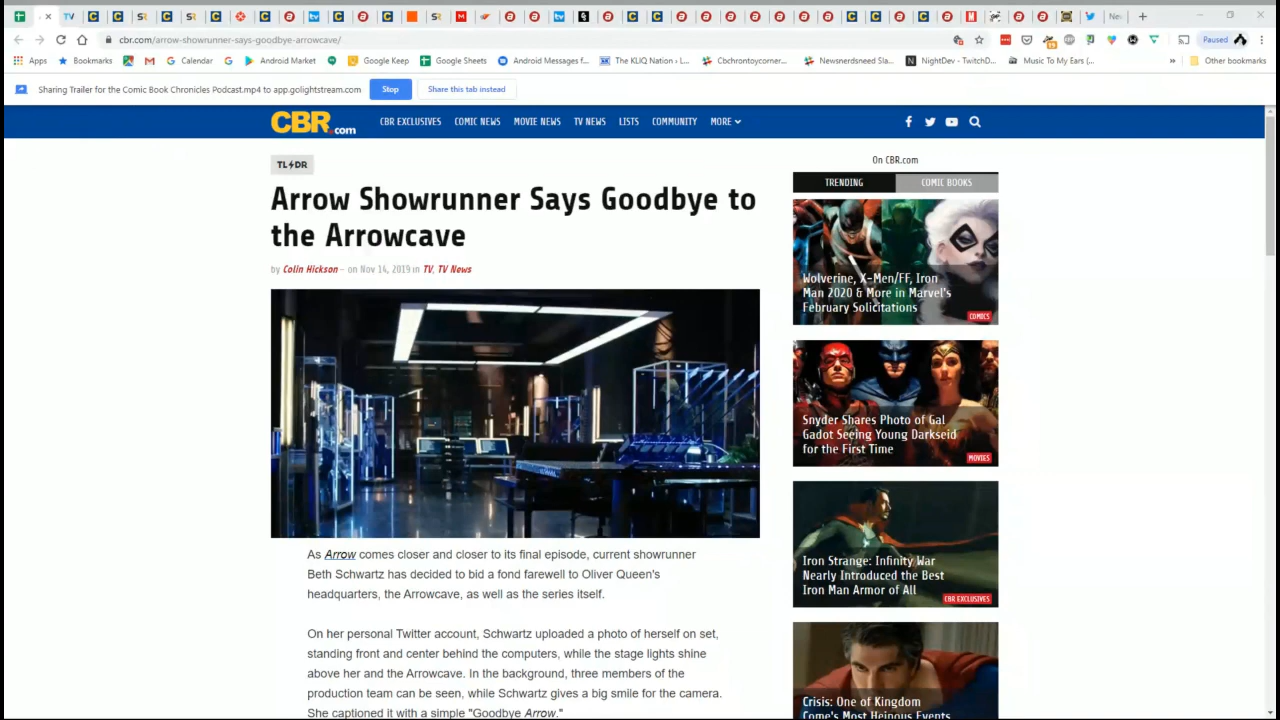 Nev
cbr.com/arrow-showrunner-says-goodbye-arrowcave/
Paused
Apps
Bookmarks
Calendar
Android Market
Google Keep
Google Sheets
Android Messages f...
The KLIQ Nation › L...
Cbchrontoycorner...
Newsnerdsneed Sla...
NightDev - TwitchD...
Music To My Ears (...
»
Other bookmarks
Sharing Trailer for the Comic Book Chronicles Podcast.mp4 to app.golightstream.com
Stop
Share this tab instead
CBR.com
CBR EXCLUSIVES
COMIC NEWS
MOVIE NEWS
TV NEWS
LISTS
COMMUNITY
MORE
TL DR
Arrow Showrunner Says Goodbye to
the Arrowcave
by Colin Hickson – on Nov 14, 2019 in TV, TV News
As Arrow comes closer and closer to its final episode, current showrunner
Beth Schwartz has decided to bid a fond farewell to Oliver Queen's
headquarters, the Arrowcave, as well as the series itself.
On her personal Twitter account, Schwartz uploaded a photo of herself on set,
standing front and center behind the computers, while the stage lights shine
above her and the Arrowcave. In the background, three members of the
production team can be seen, while Schwartz gives a big smile for the camera.
She captioned it with a simple "Goodbye Arrow."
On CBR.com
TRENDING
COMIC BOOKS
Wolverine, X-Men/FF, Iron
Man 2020 & More in Marvel's
February Solicitations
COMICS
Snyder Shares Photo of Gal
Gadot Seeing Young Darkseid
for the First Time
MOVIES
Iron Strange: Infinity War
Nearly Introduced the Best
Iron Man Armor of All
CBR EXCLUSIVES
Crisis: One of Kingdom
Come's Most Heinous Events